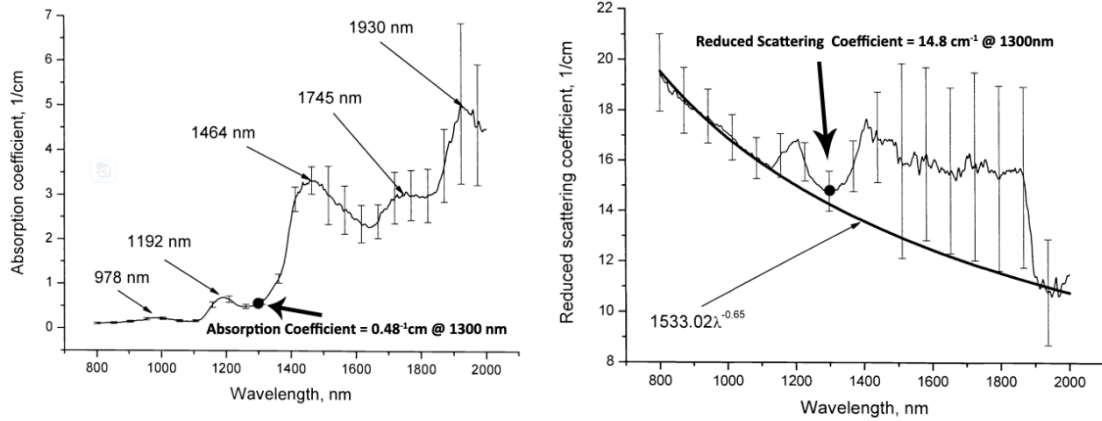 7
6
5
4
3
2
1
0
Absorption coefficient, 1/cm
1930 nm
1745 nm
1464 nm
1192 nm
978 nm
Absorption Coefficient = 0.48⁻¹cm @ 1300 nm
800 1000 1200 1400 1600 1800 2000
Wavelength, nm
22
20
18
16
14
12
10
8
Reduced scattering coefficient, 1/cm
Reduced Scattering Coefficient = 14.8 cm⁻¹ @ 1300nm
1533.02λ⁻⁰·⁶⁵
800 1000 1200 1400 1600 1800 2000
Wavelength, nm